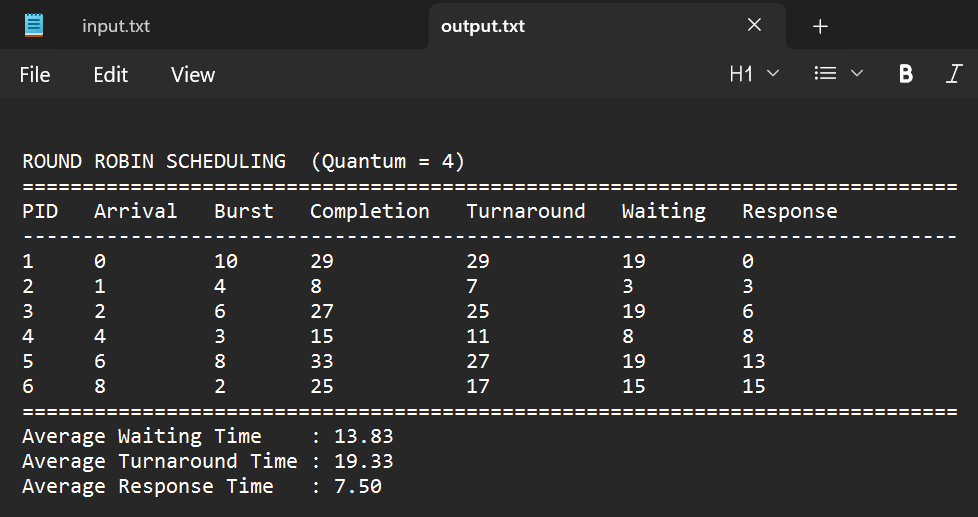 input.txt output.txt
File Edit View H1 B I
ROUND ROBIN SCHEDULING (Quantum = 4)
==============================================================================
PID Arrival Burst Completion Turnaround Waiting Response
------------------------------------------------------------------------------
1 0 10 29 29 19 0
2 1 4 8 7 3 3
3 2 6 27 25 19 6
4 4 3 15 11 8 8
5 6 8 33 27 19 13
6 8 2 25 17 15 15
==============================================================================
Average Waiting Time : 13.83
Average Turnaround Time : 19.33
Average Response Time : 7.50